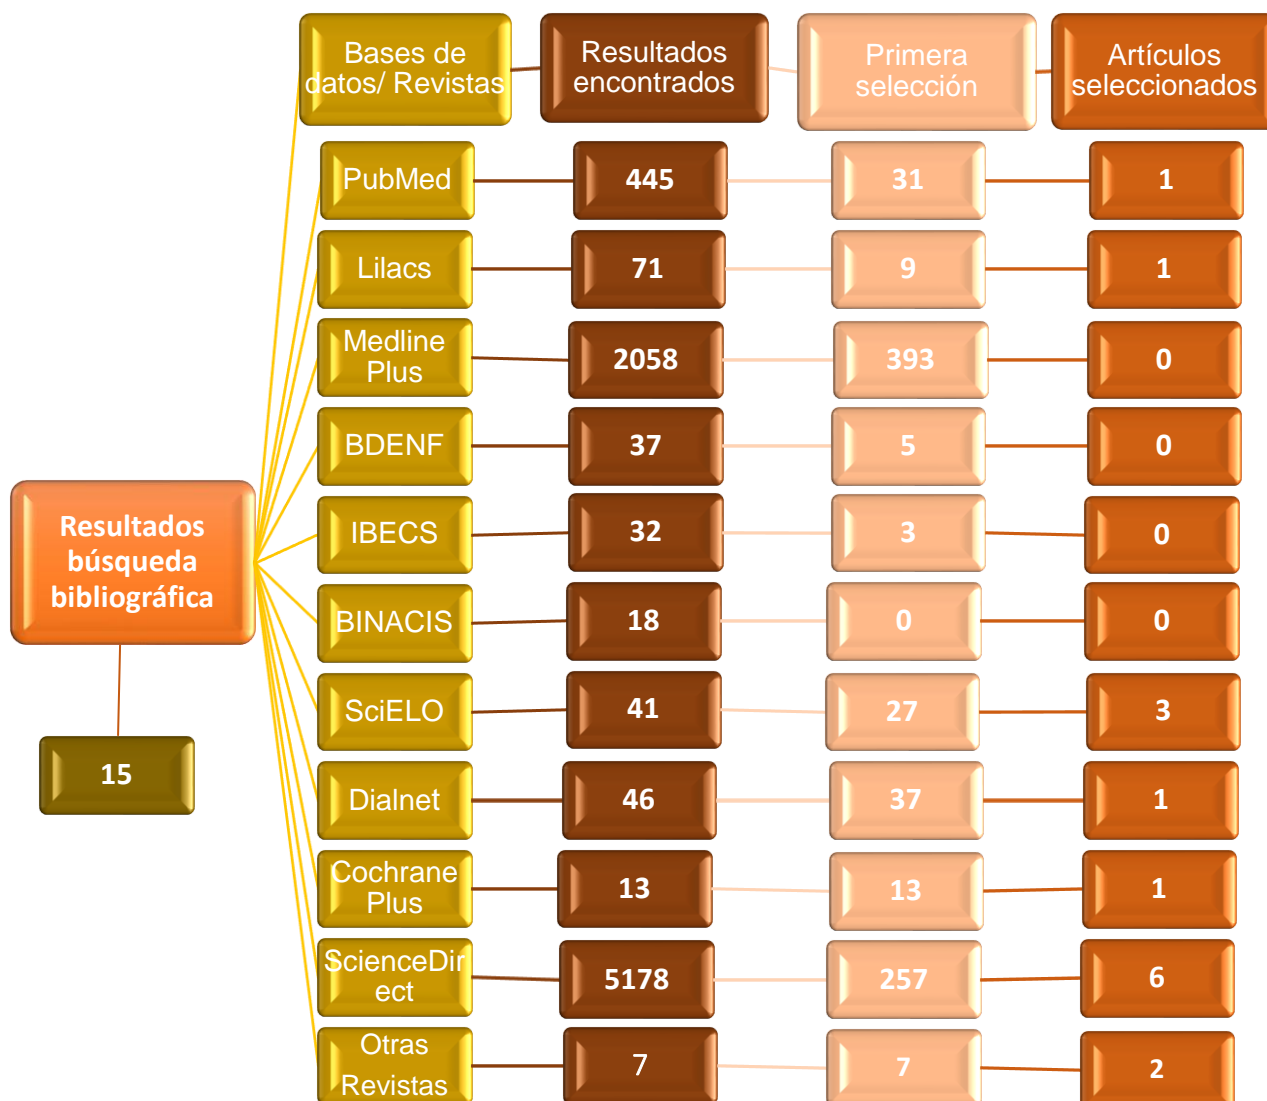 Bases de
datos/ Revistas
Resultados
encontrados
Primera
selección
Artículos
seleccionados
PubMed
445
31
1
Lilacs
71
9
1
Medline
Plus
2058
393
0
BDENF
37
5
0
Resultados
búsqueda
bibliográfica
IBECS
32
3
0
BINACIS
18
0
0
SciELO
41
27
3
15
Dialnet
46
37
1
Cochrane
Plus
13
13
1
ScienceDir
ect
5178
257
6
Otras
Revistas
7
7
2